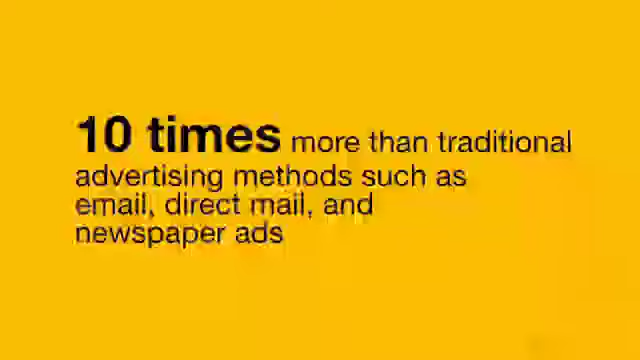 10 times more than traditional
advertising methods such as
email, direct mail, and
newspaper ads